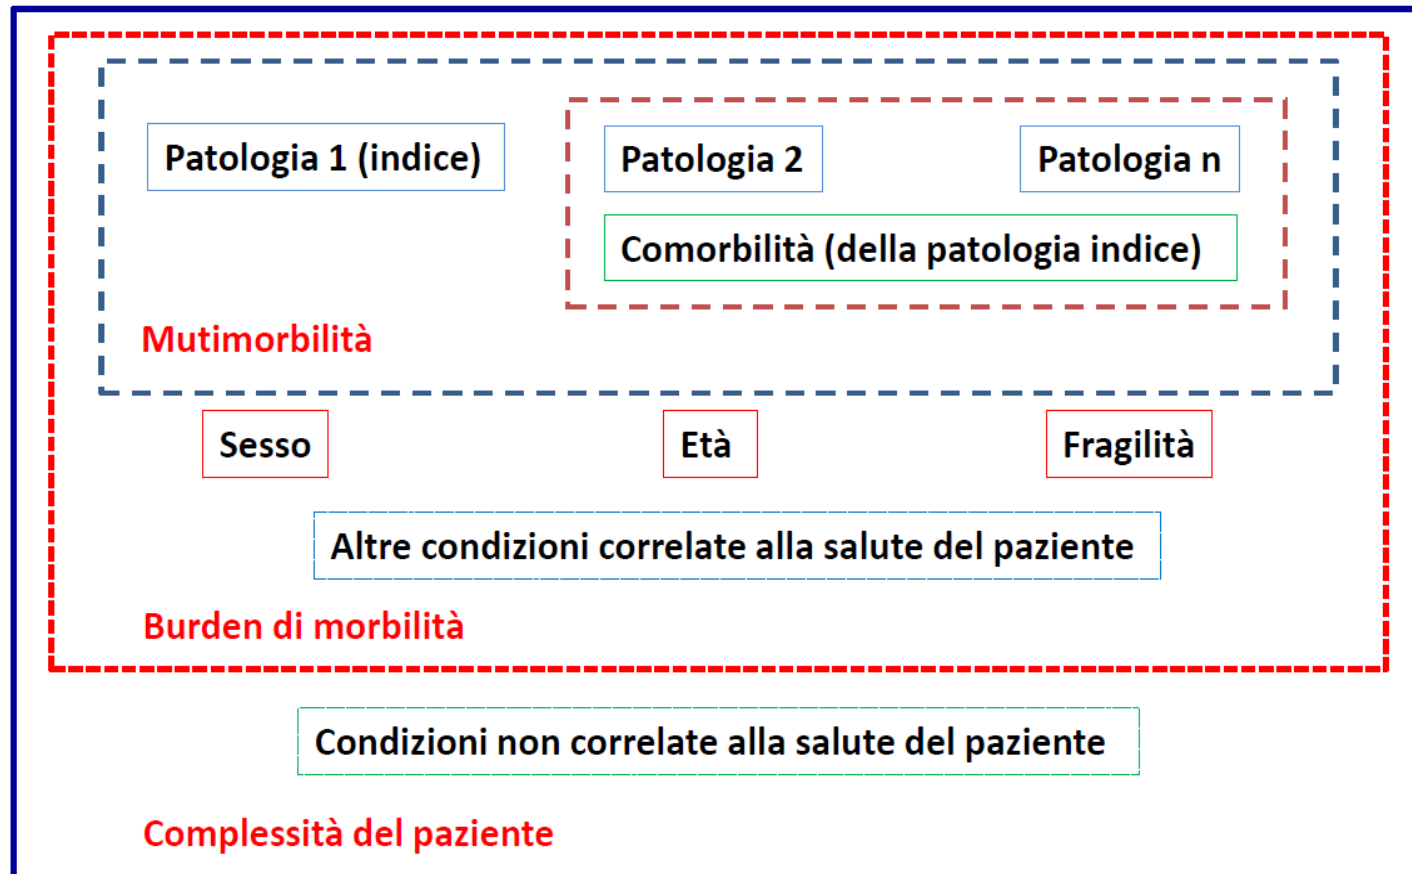 Patologia 1 (indice)
Patologia 2
Patologia n
Comorbilità (della patologia indice)
Mutimorbilità
Sesso
Età
Fragilità
Altre condizioni correlate alla salute del paziente
Burden di morbilità
Condizioni non correlate alla salute del paziente
Complessità del paziente